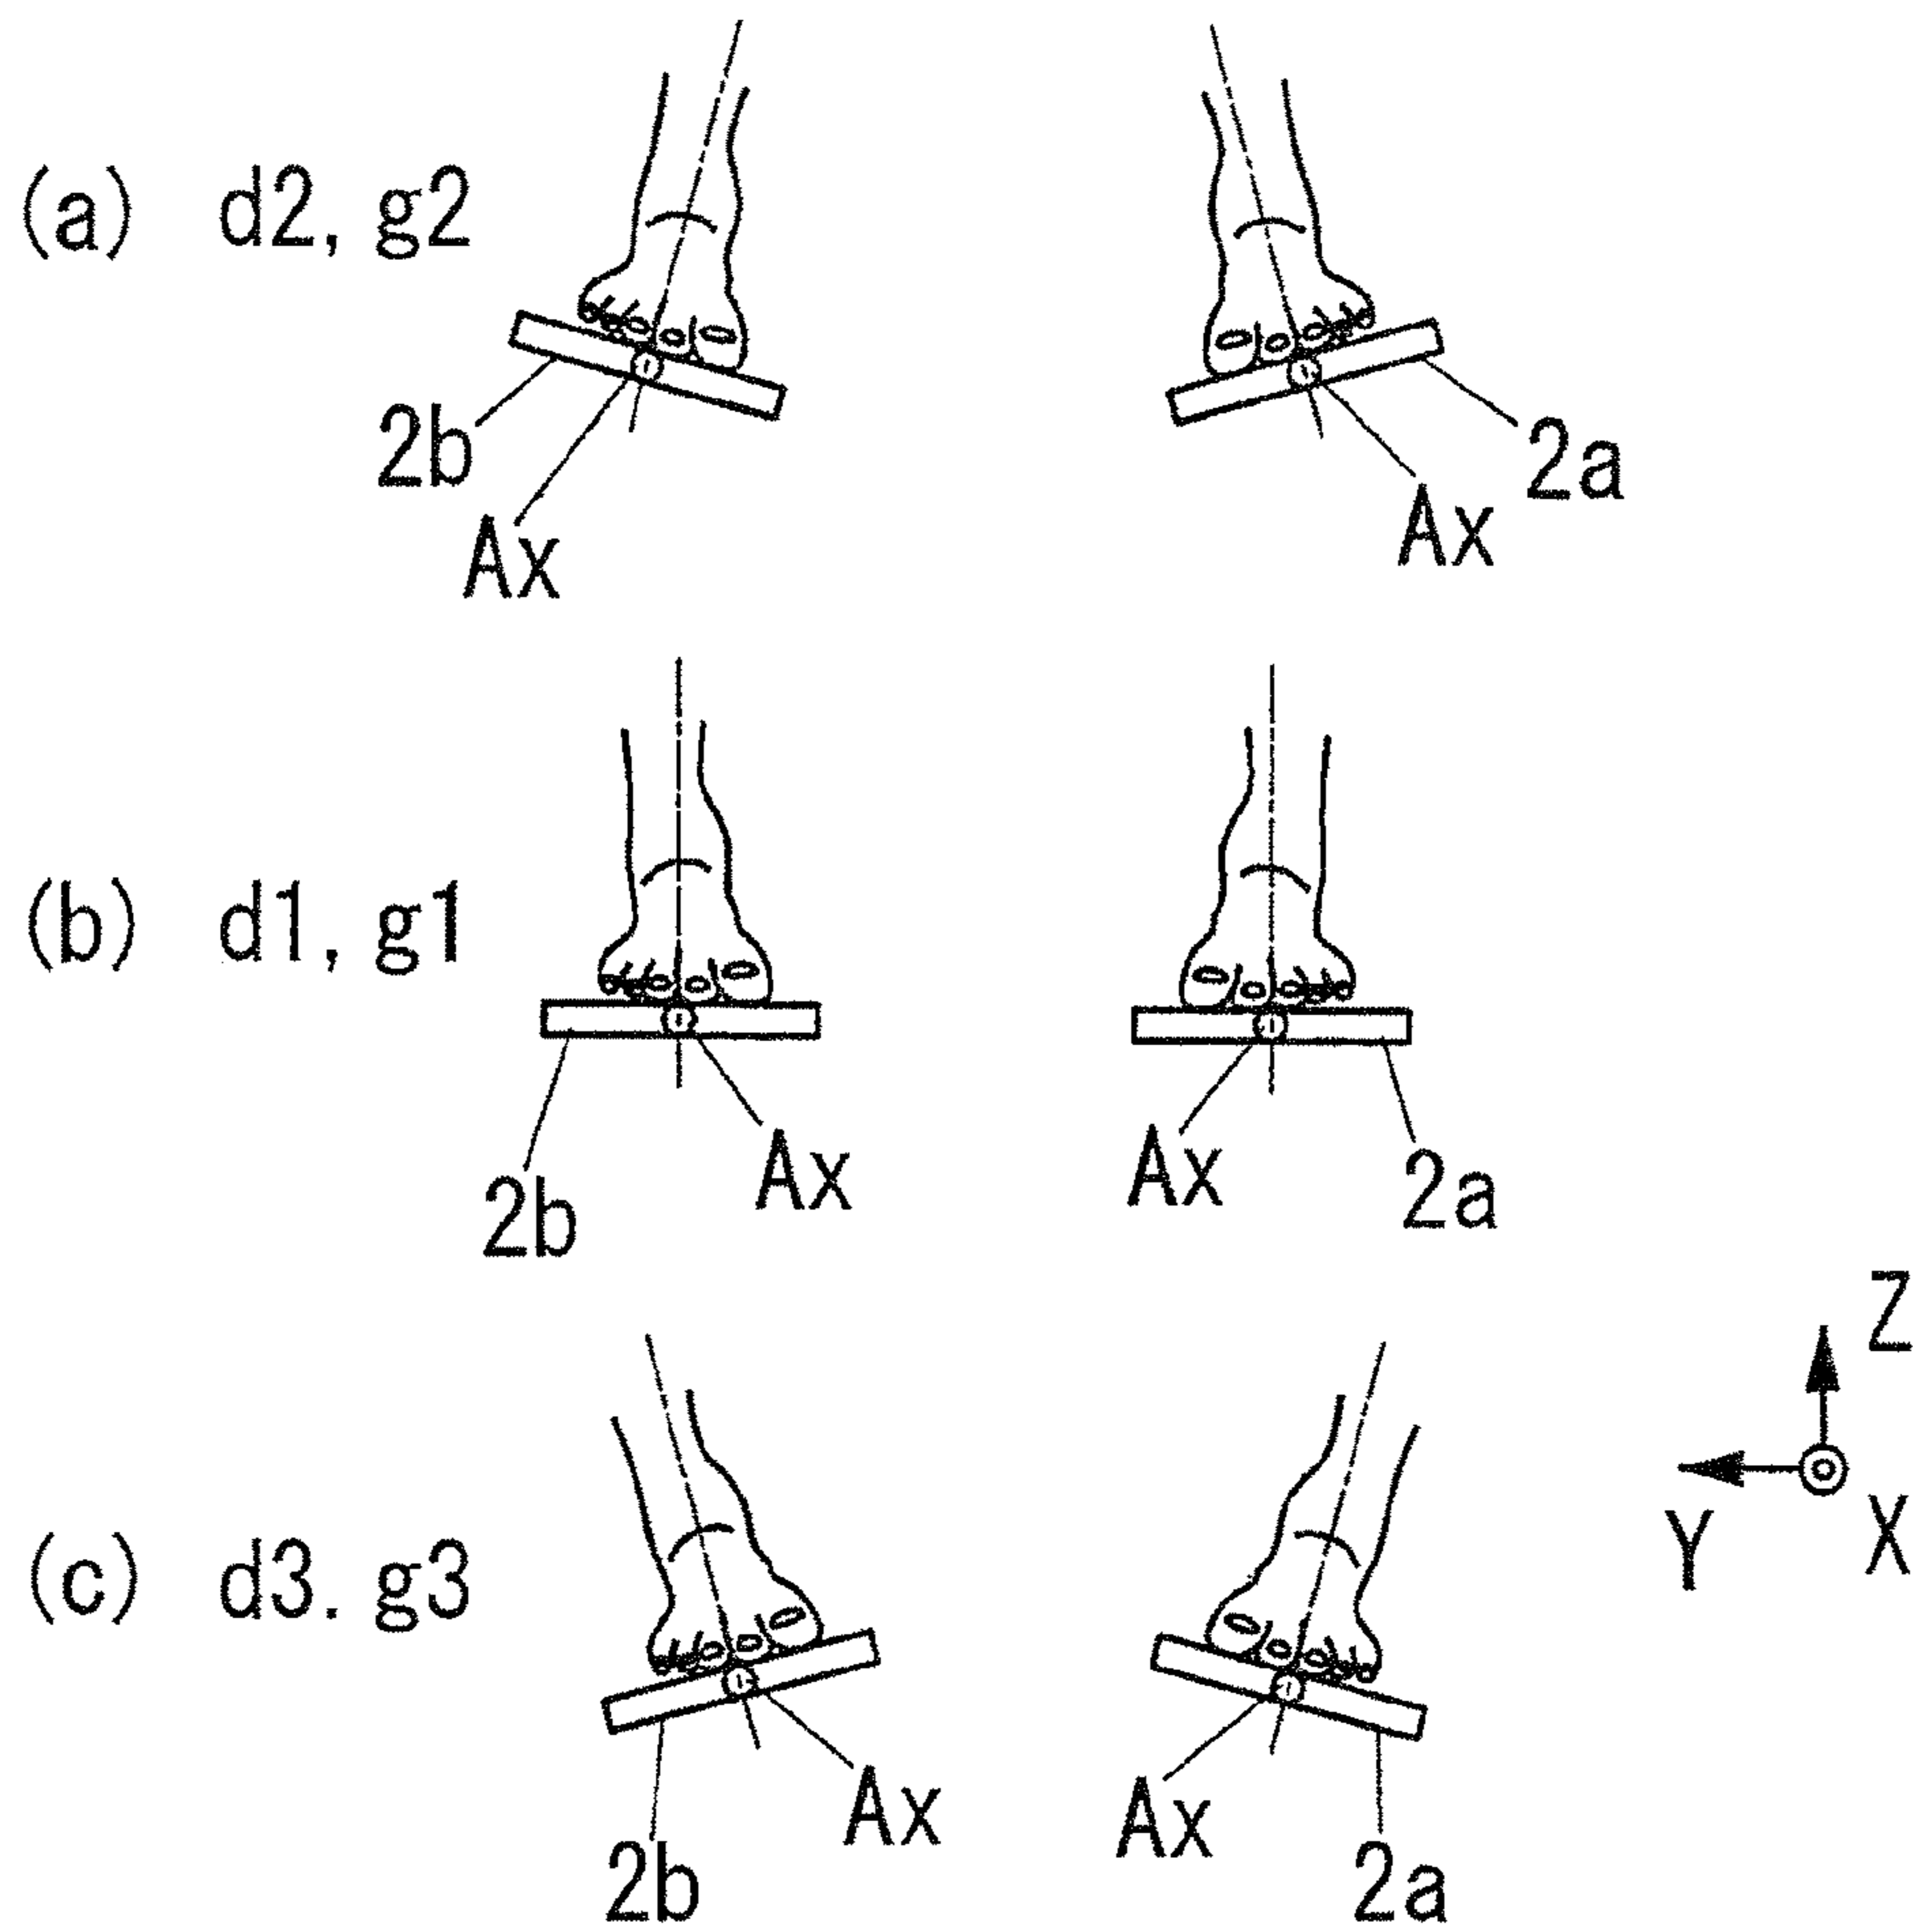 (a) d2, g2
2b
2a
Ax
Ax
(b) d1, g1
Ax
Ax
2b
2a
Z
Y
X
(c) d3. g3
Ax
Ax
2b
2a